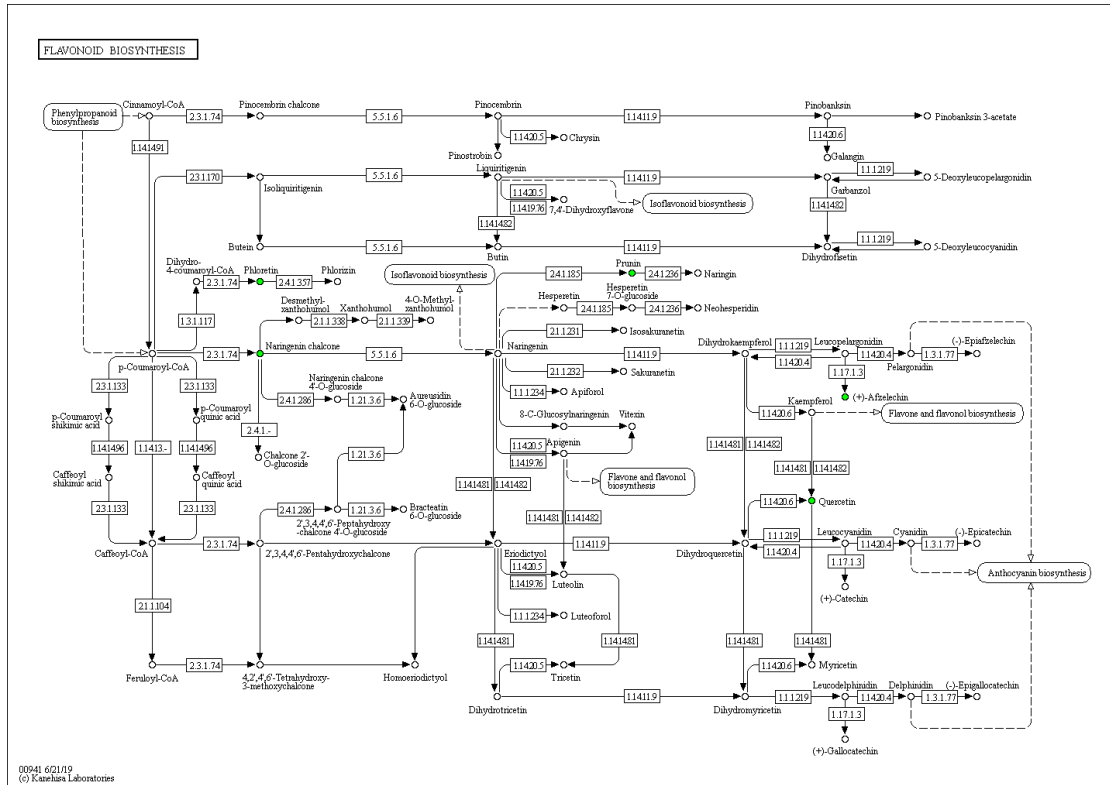 FLAVONOID BIOSYNTHESIS
Phenylpropanoid
biosynthesis
Cinnamoyl-CoA
2.3.1.74
Pinocembrin chalcone
5.5.1.6
Pinocembrin
1.14.11.9
Pinobanksin
Pinobanksin 3-acetate
1.14.20.5
Chrysin
Pinostrobin
1.14.20.6
Galangin
1.14.14.91
2.3.1.170
Isoliquiritigenin
5.5.1.6
Liquiritigenin
1.14.11.9
Garbanzol
1.1.1.219
5-Deoxyleucopelargonidin
1.14.20.5
1.14.19.76
7,4'-Dihydroxyflavone
Isoflavonoid biosynthesis
1.14.14.82
1.14.14.82
Butein
5.5.1.6
Butin
1.14.11.9
Dihydrofisetin
1.1.1.219
5-Deoxyleucocyanidin
Dihydro-
4-coumaroyl-CoA
2.3.1.74
Phloretin
2.4.1.357
Phlorizin
Isoflavonoid biosynthesis
2.4.1.185
Prunin
2.4.1.236
Naringin
Hesperetin
2.4.1.185
Hesperetin
7-O-glucoside
2.4.1.236
Neohesperidin
1.3.1.117
Desmethyl-
xanthohumol
2.1.1.338
Xanthohumol
2.1.1.339
4-O-Methyl-
xanthohumol
2.1.1.231
Isosakuranetin
p-Coumaroyl-CoA
2.3.1.74
Naringenin chalcone
5.5.1.6
Naringenin
1.14.11.9
Dihydrokaempferol
1.1.1.219
1.14.20.4
Leucopelargonidin
1.14.20.4
Pelargonidin
1.3.1.77
(-)-Epiafzelechin
2.1.1.232
Sakuranetin
1.1.1.234
Apiforol
1.17.1.3
(+)-Afzelechin
2.3.1.133
2.3.1.133
Naringenin chalcone
4'-O-glucoside
2.4.1.286
1.21.3.6
Aureusidin
6-O-glucoside
p-Coumaroyl
shikimic acid
p-Coumaroyl
quinic acid
8-C-Glucosylnaringenin
Vitexin
1.14.20.6
Kaempferol
Flavone and flavonol biosynthesis
2.4.1.-
Chalcone 2'-
O-glucoside
1.14.14.96
1.14.13.-
1.14.14.96
1.14.20.5
1.14.19.76
Apigenin
Flavone and flavonol
biosynthesis
1.14.14.81
1.14.14.82
1.14.14.81
1.14.14.82
1.21.3.6
Caffeoyl
shikimic acid
Caffeoyl
quinic acid
1.14.14.81
1.14.14.82
2.3.1.133
2.3.1.133
2.4.1.286
2',3,4,4',6'-Peptahydroxy
-chalcone 4'-O-glucoside
1.21.3.6
Bracteatin
6-O-glucoside
1.14.14.81
1.14.14.82
1.14.20.6
Quercetin
Caffeoyl-CoA
2.3.1.74
2',3,4,4',6'-Pentahydroxychalcone
Eriodictyol
1.14.11.9
Dihydroquercetin
1.1.1.219
1.14.20.4
Leucocyanidin
1.14.20.4
Cyanidin
1.3.1.77
(-)-Epicatechin
1.14.20.5
1.14.19.76
Luteolin
1.17.1.3
(+)-Catechin
Anthocyanin biosynthesis
2.1.1.104
1.1.1.234
Luteoforol
1.14.14.81
1.14.14.81
1.14.14.81
1.14.14.81
Feruloyl-CoA
2.3.1.74
4,2',4',6'-Tetrahydroxy-
3-methoxychalcone
Homoeriodictyol
1.14.20.5
Tricetin
1.14.20.6
Myricetin
Dihydrotricetin
1.14.11.9
Dihydromyricetin
1.1.1.219
Leucodelphinidin
1.14.20.4
Delphinidin
1.3.1.77
(-)-Epigallocatechin
1.17.1.3
(+)-Gallocatechin
00941 6/21/19
(c) Kanehisa Laboratories